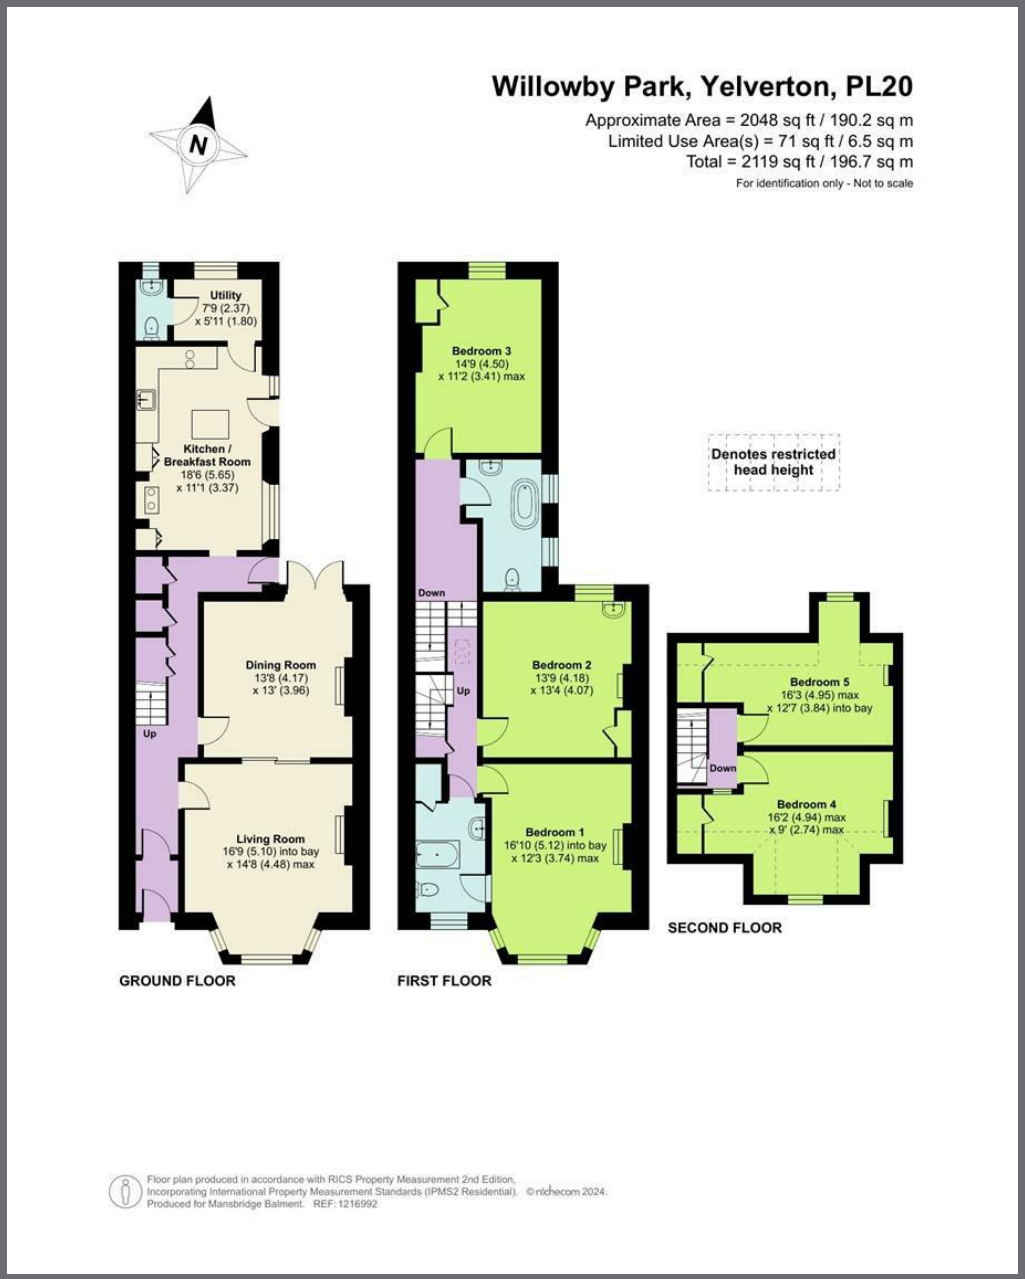 Willowby Park, Yelverton, PL20
Approximate Area = 2048 sq ft / 190.2 sq m
Limited Use Area(s) = 71 sq ft / 6.5 sq m
Total = 2119 sq ft / 196.7 sq m
For identification only - Not to scale
N
Utility
7'9 (2.37)
x 5'11 (1.80)
Kitchen /
Breakfast Room
18'6 (5.65)
x 11'1 (3.37)
Dining Room
13'8 (4.17)
x 13' (3.96)
Up
Living Room
16'9 (5.10) into bay
x 14'8 (4.48) max
GROUND FLOOR
Bedroom 3
14'9 (4.50)
x 11'2 (3.41) max
Down
Bedroom 2
13'9 (4.18)
x 13'4 (4.07)
Up
Bedroom 1
16'10 (5.12) into bay
x 12'3 (3.74) max
FIRST FLOOR
Denotes restricted
head height
Bedroom 5
16'3 (4.95) max
x 12'7 (3.84) into bay
Down
Bedroom 4
16'2 (4.94) max
x 9' (2.74) max
SECOND FLOOR
Floor plan produced in accordance with RICS Property Measurement 2nd Edition,
Incorporating International Property Measurement Standards (IPMS2 Residential). © nichecom 2024.
Produced for Mansbridge Balment. REF: 1216992